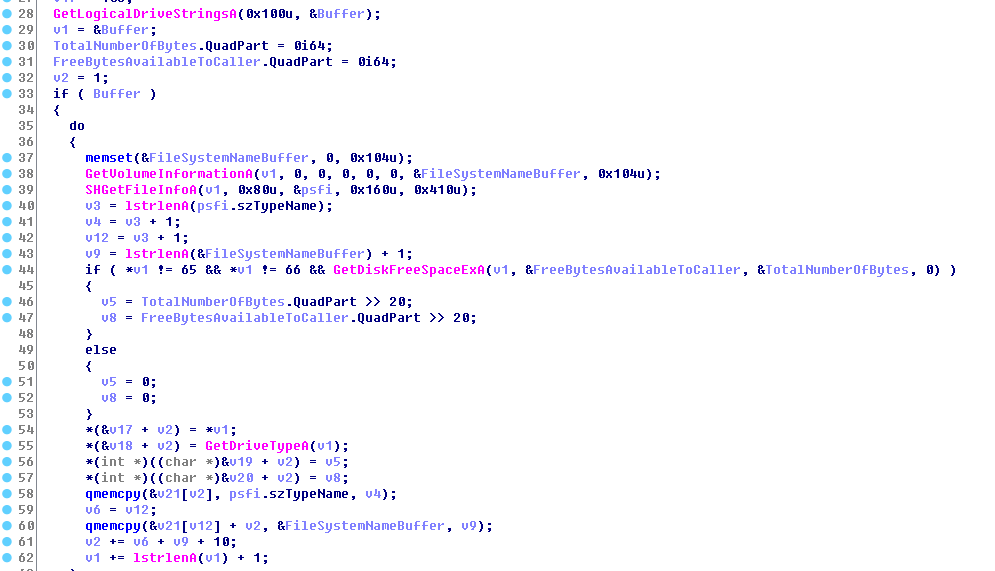 28 GetLogicalDriveStringsA(0x100u, &Buffer);
29 v1 = &Buffer;
30 TotalNumberOfBytes.QuadPart = 0i64;
31 FreeBytesAvailableToCaller.QuadPart = 0i64;
32 v2 = 1;
33 if ( Buffer )
34 {
35 do
36 {
37 memset(&FileSystemNameBuffer, 0, 0x104u);
38 GetVolumeInformationA(v1, 0, 0, 0, 0, 0, &FileSystemNameBuffer, 0x104u);
39 SHGetFileInfoA(v1, 0x80u, &psfi, 0x160u, 0x410u);
40 v3 = lstrlenA(psfi.szTypeName);
41 v4 = v3 + 1;
42 v12 = v3 + 1;
43 v9 = lstrlenA(&FileSystemNameBuffer) + 1;
44 if ( *v1 != 65 && *v1 != 66 && GetDiskFreeSpaceExA(v1, &FreeBytesAvailableToCaller, &TotalNumberOfBytes, 0) )
45 {
46 v5 = TotalNumberOfBytes.QuadPart >> 20;
47 v8 = FreeBytesAvailableToCaller.QuadPart >> 20;
48 }
49 else
50 {
51 v5 = 0;
52 v8 = 0;
53 }
54 *(&v17 + v2) = *v1;
55 *(&v18 + v2) = GetDriveTypeA(v1);
56 *(int *)((char *)&v19 + v2) = v5;
57 *(int *)((char *)&v20 + v2) = v8;
58 qmemcpy(&v21[v2], psfi.szTypeName, v4);
59 v6 = v12;
60 qmemcpy(&v21[v12] + v2, &FileSystemNameBuffer, v9);
61 v2 += v6 + v9 + 10;
62 v1 += lstrlenA(v1) + 1;